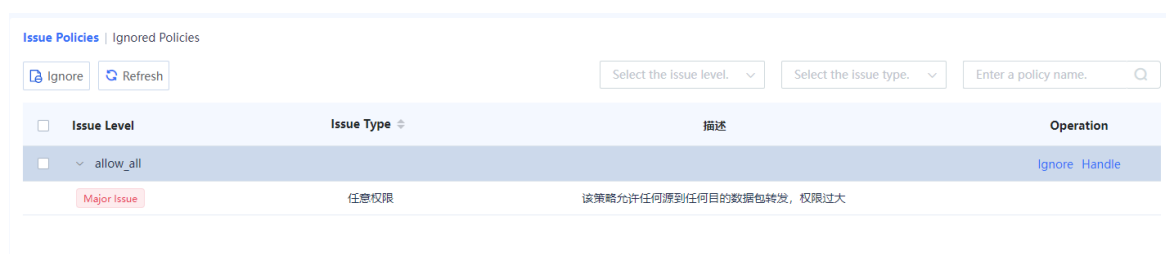 Issue Policies | Ignored Policies
Ignore Refresh Select the issue level. Select the issue type. Enter a policy name.
Issue Level Issue Type 描述 Operation
allow_all Ignore Handle
Major Issue 任意权限 该策略允许任何源到任何目的数据包转发，权限过大